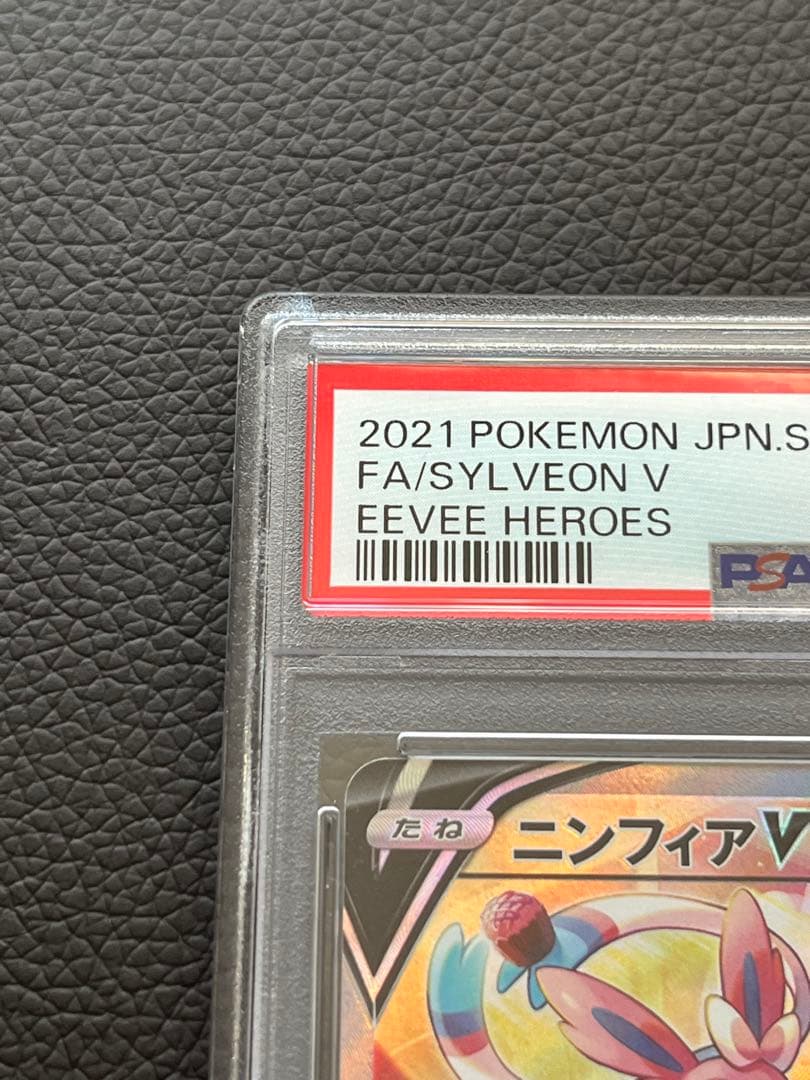 2021 POKEMON JPN.S
FA/SYLVEON V
EEVEE HEROES
PSA
たね ニンフィアV